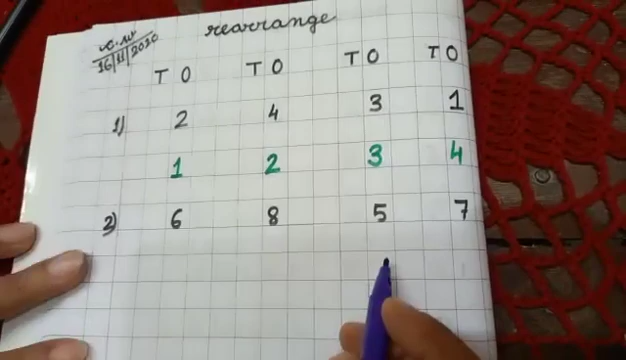 rearrange
C.W
16/11/2020
T O T O T O T O
1) 2 4 3 1
1 2 3 4
2) 6 8 5 7